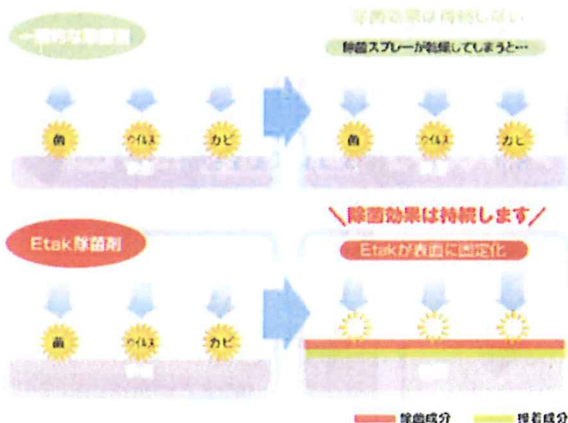 一般的な除菌剤
除菌効果は持続しない
除菌スプレーが乾燥してしまうと…
菌 ウイルス カビ
菌 ウイルス カビ
\除菌効果は持続します/
Etak除菌剤
Etakが表面に固定化
菌 ウイルス カビ
除菌成分 接着成分